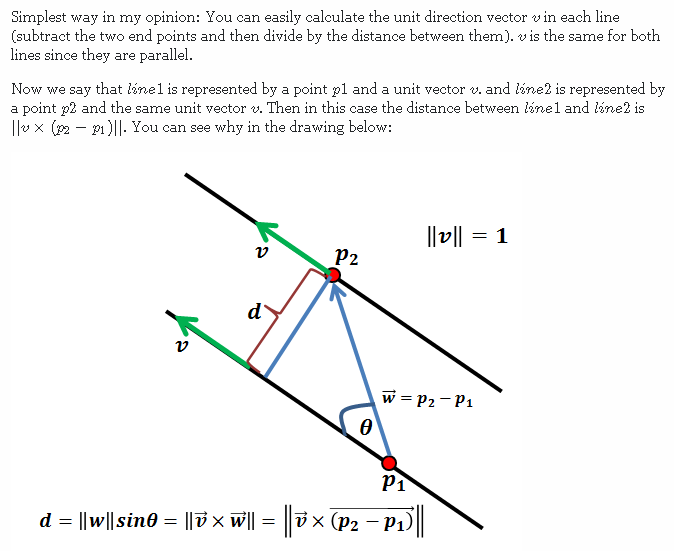 Simplest way in my opinion: You can easily calculate the unit direction vector v in each line
(subtract the two end points and then divide by the distance between them). v is the same for both
lines since they are parallel.
Now we say that line1 is represented by a point p1 and a unit vector v. and line2 is represented by
a point p2 and the same unit vector v. Then in this case the distance between line1 and line2 is
||v × (p₂ − p₁)||. You can see why in the drawing below:
‖v‖ = 1
v
p₂
d
v
w⃗ = p₂ − p₁
θ
p₁
d = ‖w‖sinθ = ‖v⃗ × w⃗‖ = ‖v⃗ × (p₂ − p₁)⃗‖